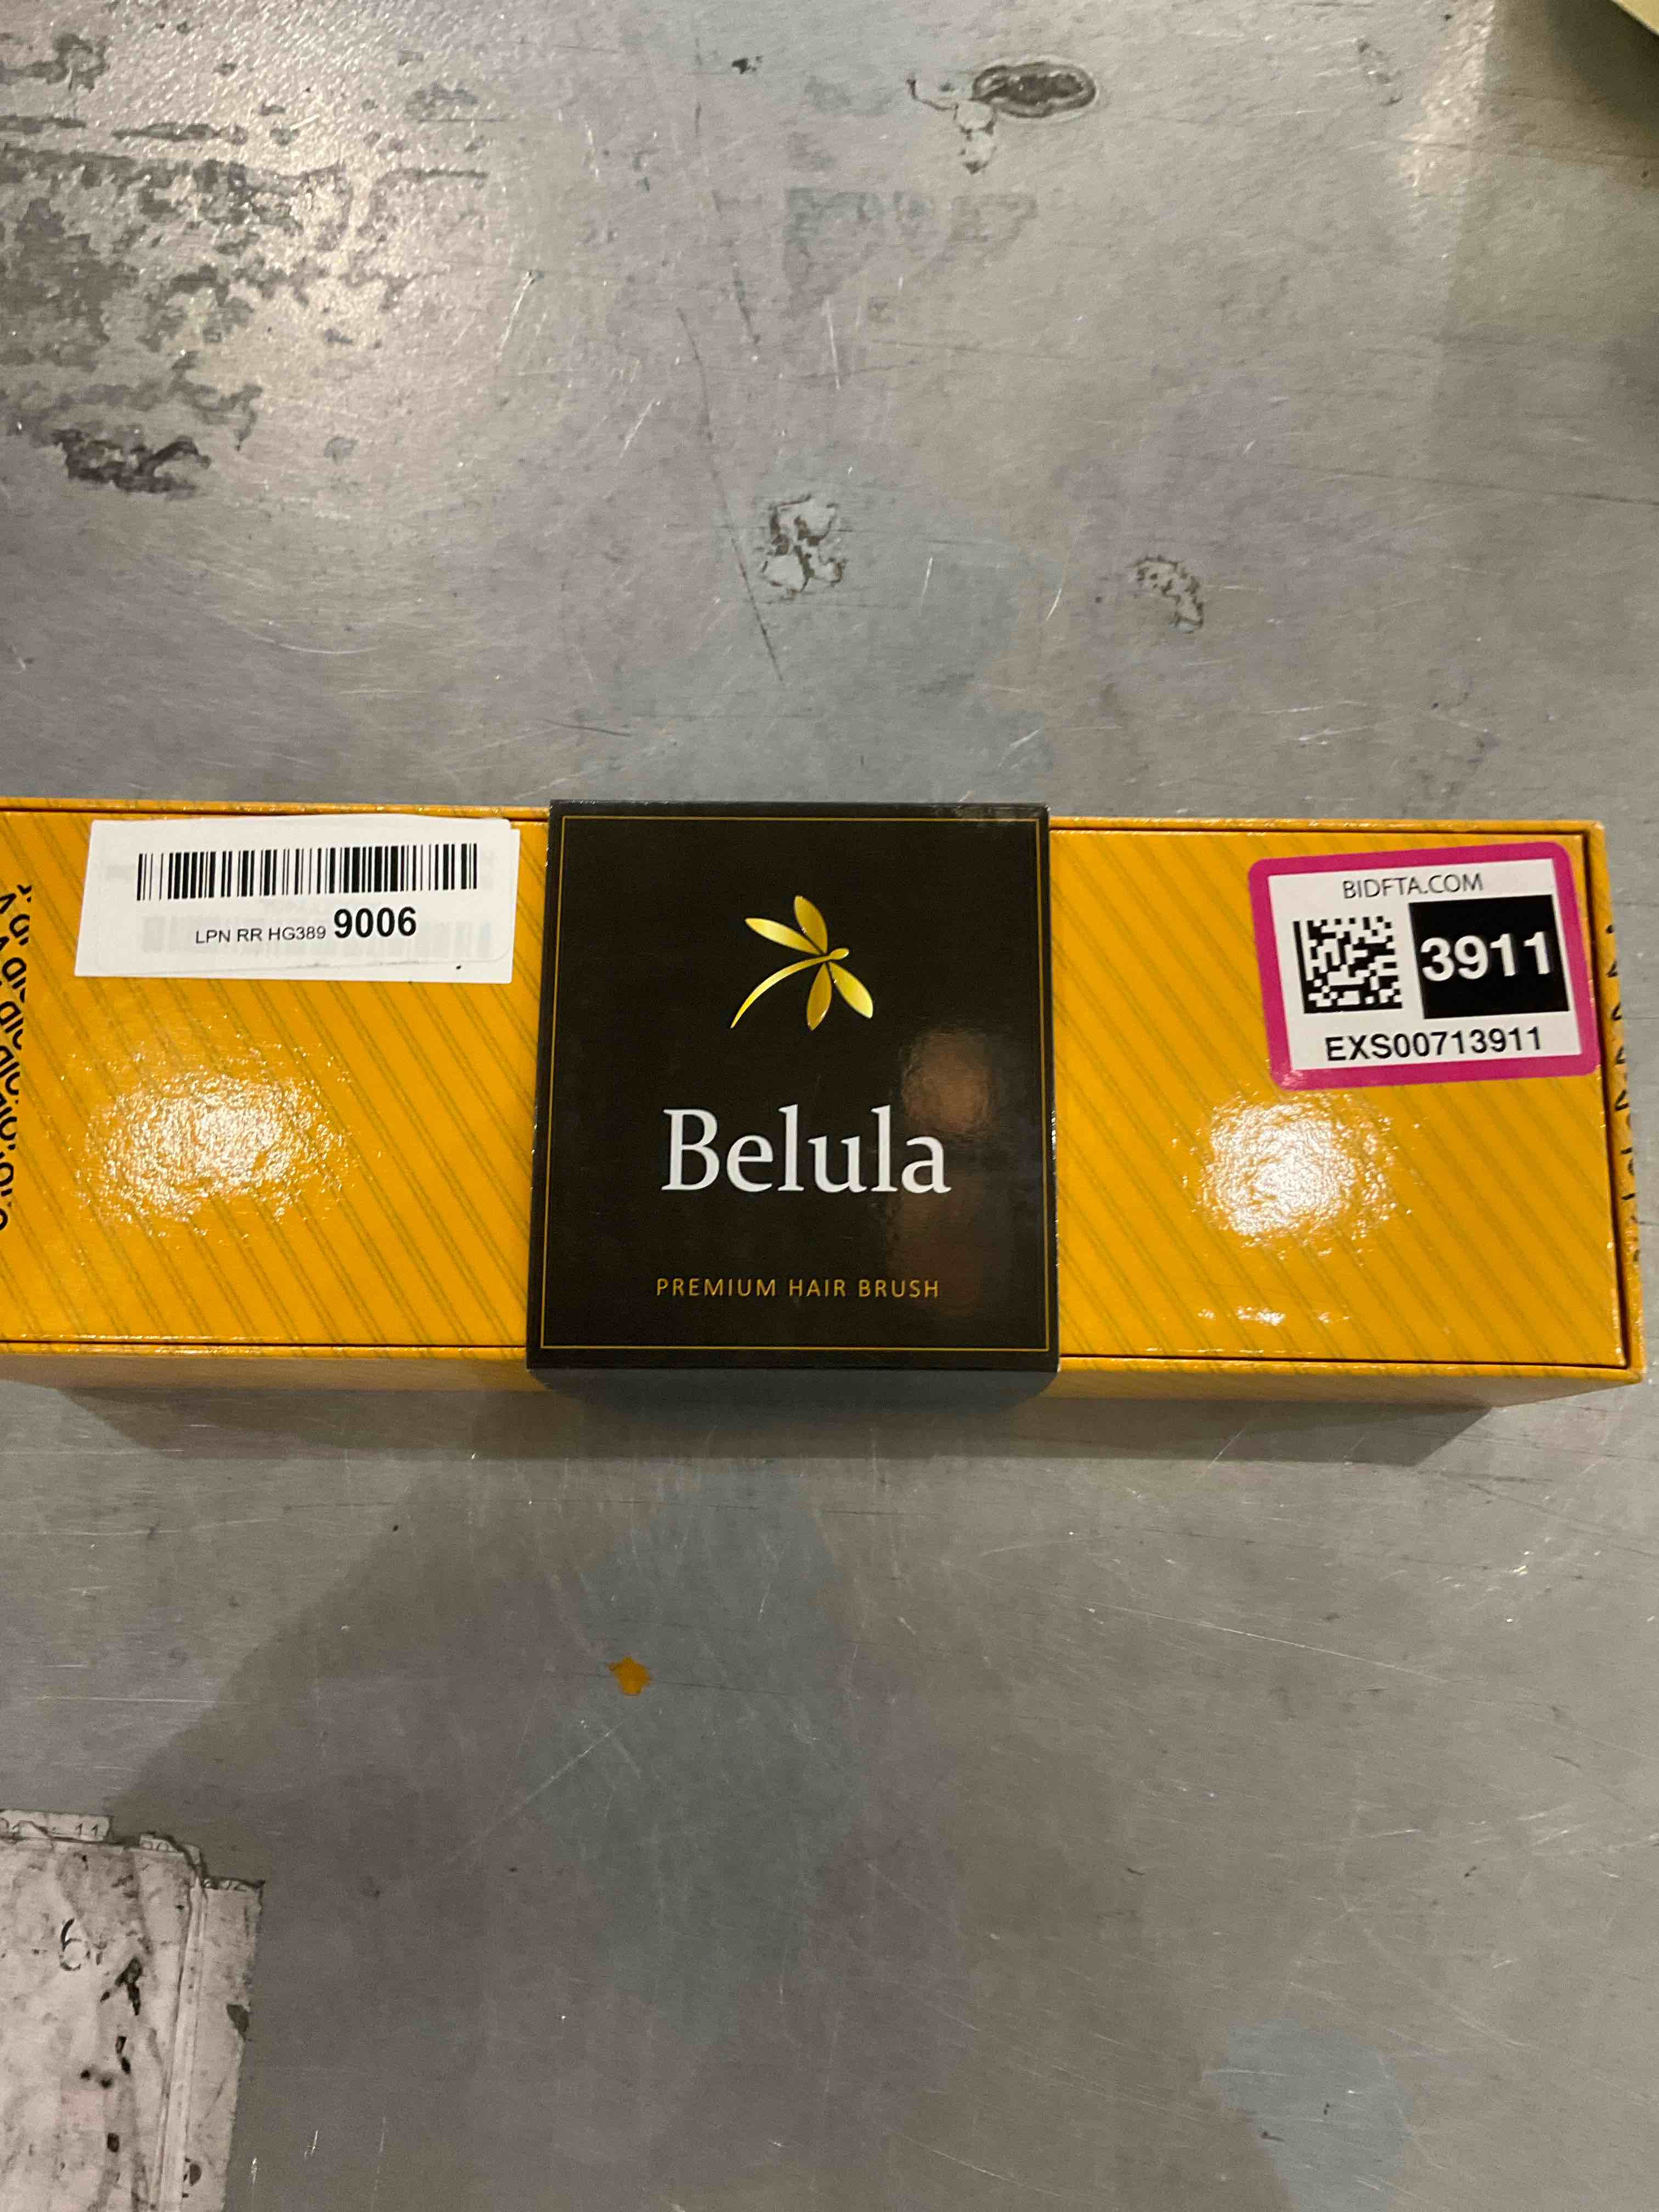 LPN RR HG389 9006
Belula
PREMIUM HAIR BRUSH
BIDFTA.COM
3911
EXS00713911